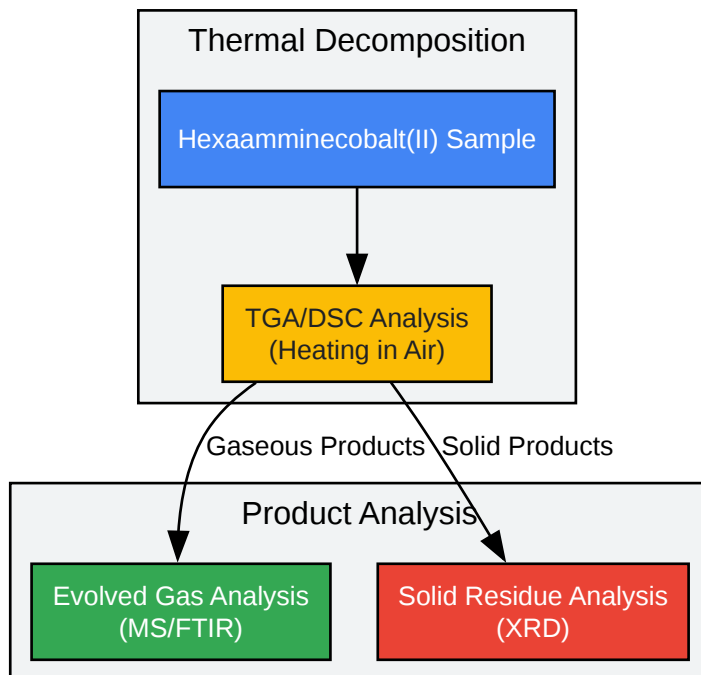 Thermal Decomposition
Hexaamminecobalt(II) Sample
TGA/DSC Analysis
(Heating in Air)
Gaseous Products
Solid Products
Product Analysis
Evolved Gas Analysis
(MS/FTIR)
Solid Residue Analysis
(XRD)